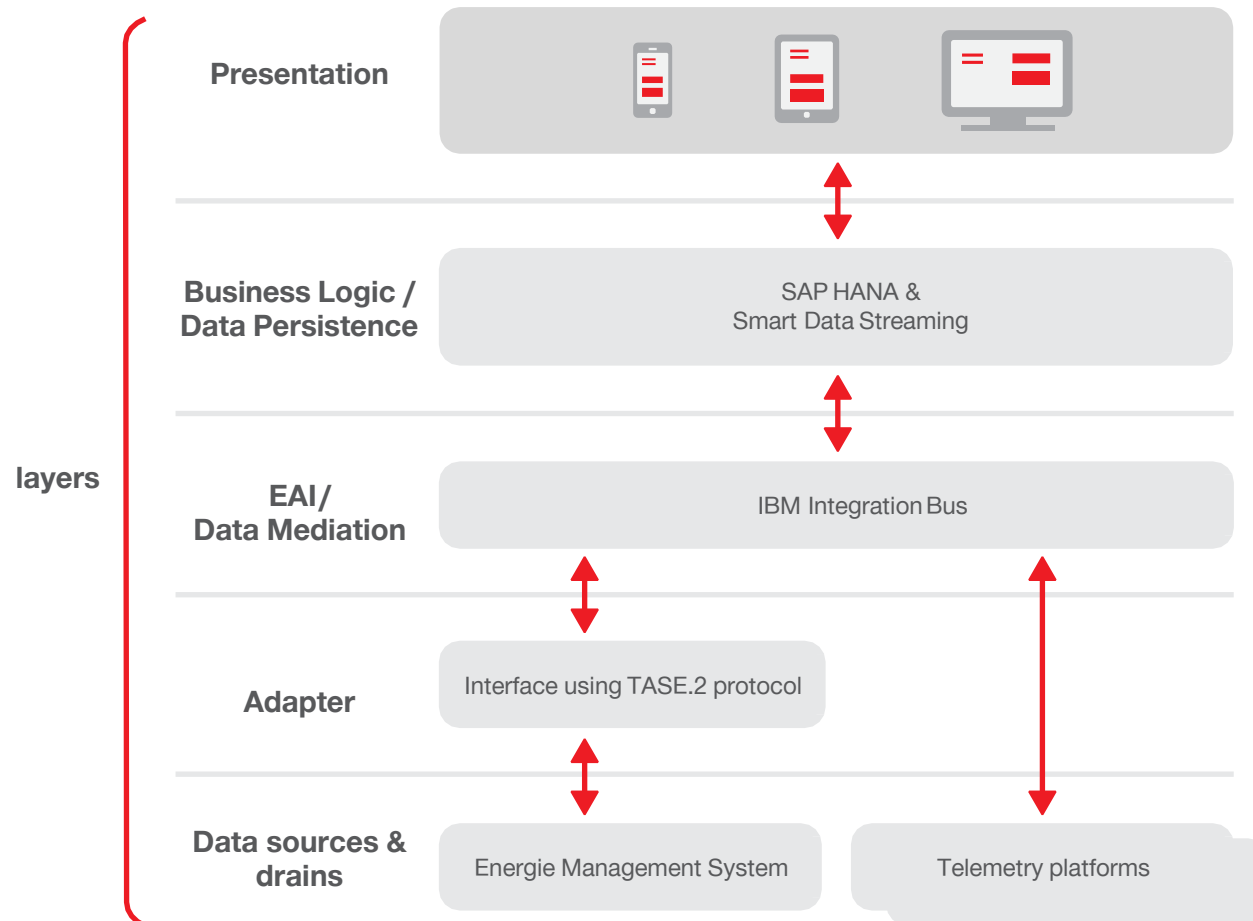 Presentation
Business Logic /
Data Persistence
SAP HANA &
Smart Data Streaming
layers
EAI/
Data Mediation
IBM Integration Bus
Adapter
Interface using TASE.2 protocol
Data sources &
drains
Energie Management System
Telemetry platforms